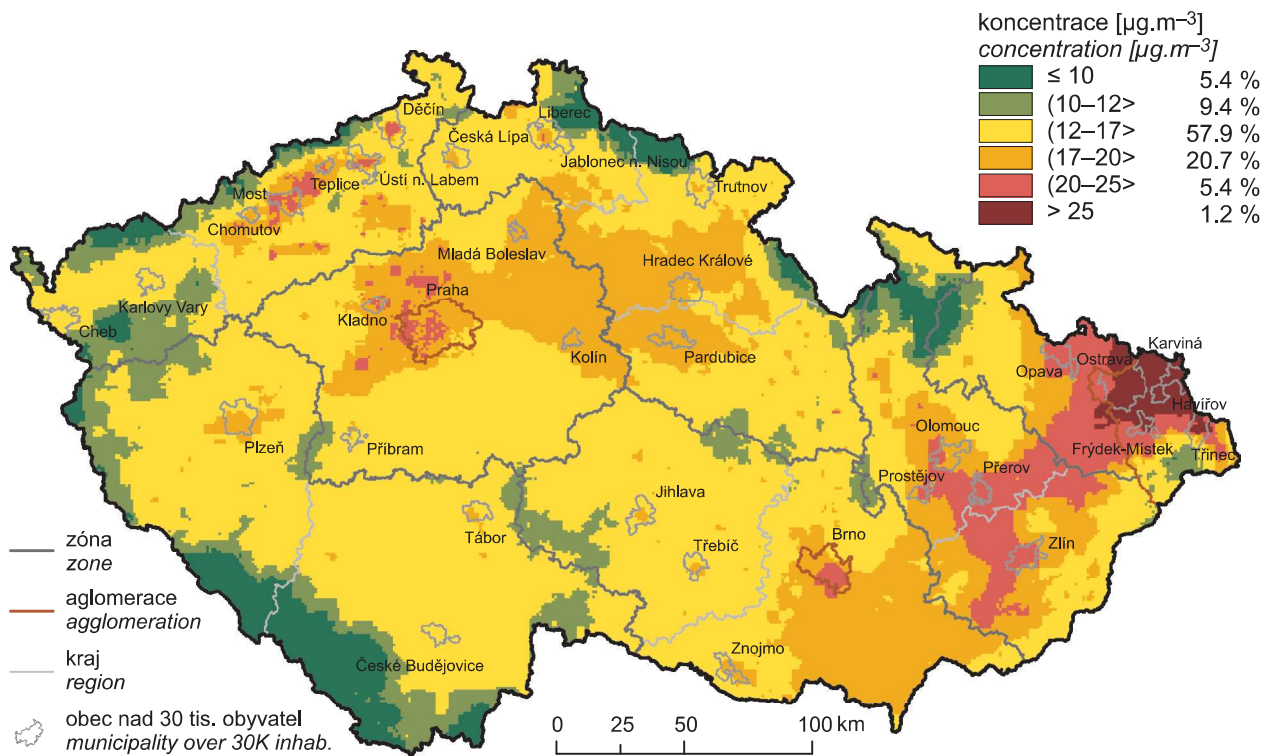 koncentrace [µg.m⁻³]
concentration [µg.m⁻³]
≤ 10 5.4 %
(10–12> 9.4 %
(12–17> 57.9 %
(17–20> 20.7 %
(20–25> 5.4 %
> 25 1.2 %
Děčín
Liberec
Česká Lípa
Jablonec n. Nisou
Teplice
Ústí n. Labem
Trutnov
Most
Chomutov
Mladá Boleslav
Hradec Králové
Praha
Karlovy Vary
Kladno
Cheb
Kolín
Pardubice
Karviná
Ostrava
Opava
Havířov
Olomouc
Plzeň
Příbram
Frýdek-Místek
Třinec
Přerov
Prostějov
Jihlava
Tábor
Třebíč
Brno
Zlín
Znojmo
České Budějovice
zóna
zone
aglomerace
agglomeration
kraj
region
obec nad 30 tis. obyvatel
municipality over 30K inhab.
0 25 50 100 km